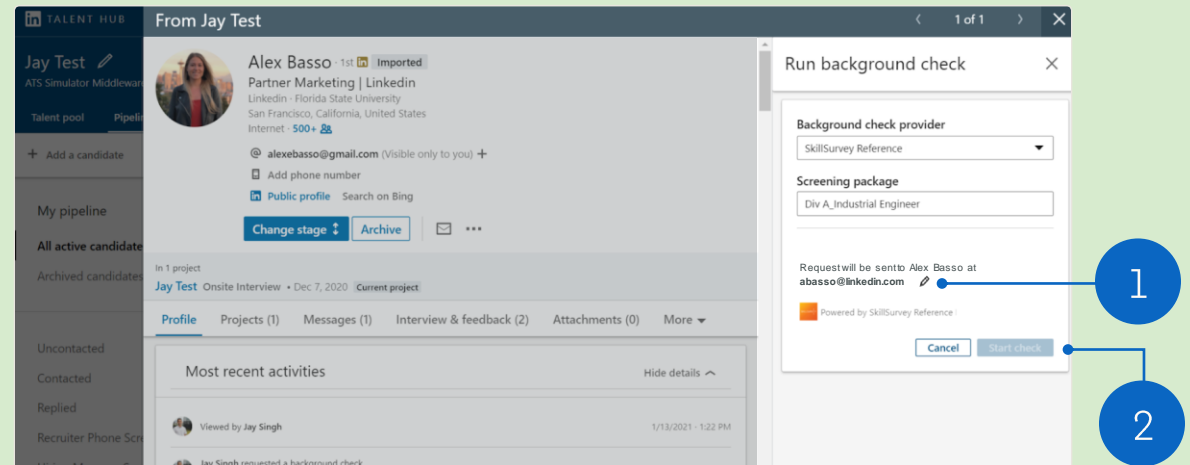 in TALENT HUB
From Jay Test
1 of 1
Jay Test
ATS Simulator Middlewar
Talent pool Pipelin
+ Add a candidate
My pipeline
All active candidate
Archived candidates
Uncontacted
Contacted
Replied
Recruiter Phone Scre
Alex Basso · 1st in Imported
Partner Marketing | Linkedin
Linkedin · Florida State University
San Francisco, California, United States
Internet · 500+
alexebasso@gmail.com (Visible only to you) +
Add phone number
in Public profile Search on Bing
Change stage Archive
In 1 project
Jay Test Onsite Interview • Dec 7, 2020 Current project
Profile Projects (1) Messages (1) Interview & feedback (2) Attachments (0) More
Most recent activities Hide details
Viewed by Jay Singh 1/13/2021 - 1:22 PM
Jay Singh requested a background check
Run background check
Background check provider
SkillSurvey Reference
Screening package
Div A_Industrial Engineer
Request will be sent to Alex Basso at
abasso@linkedin.com
Powered by SkillSurvey Reference
Cancel Start check
1
2